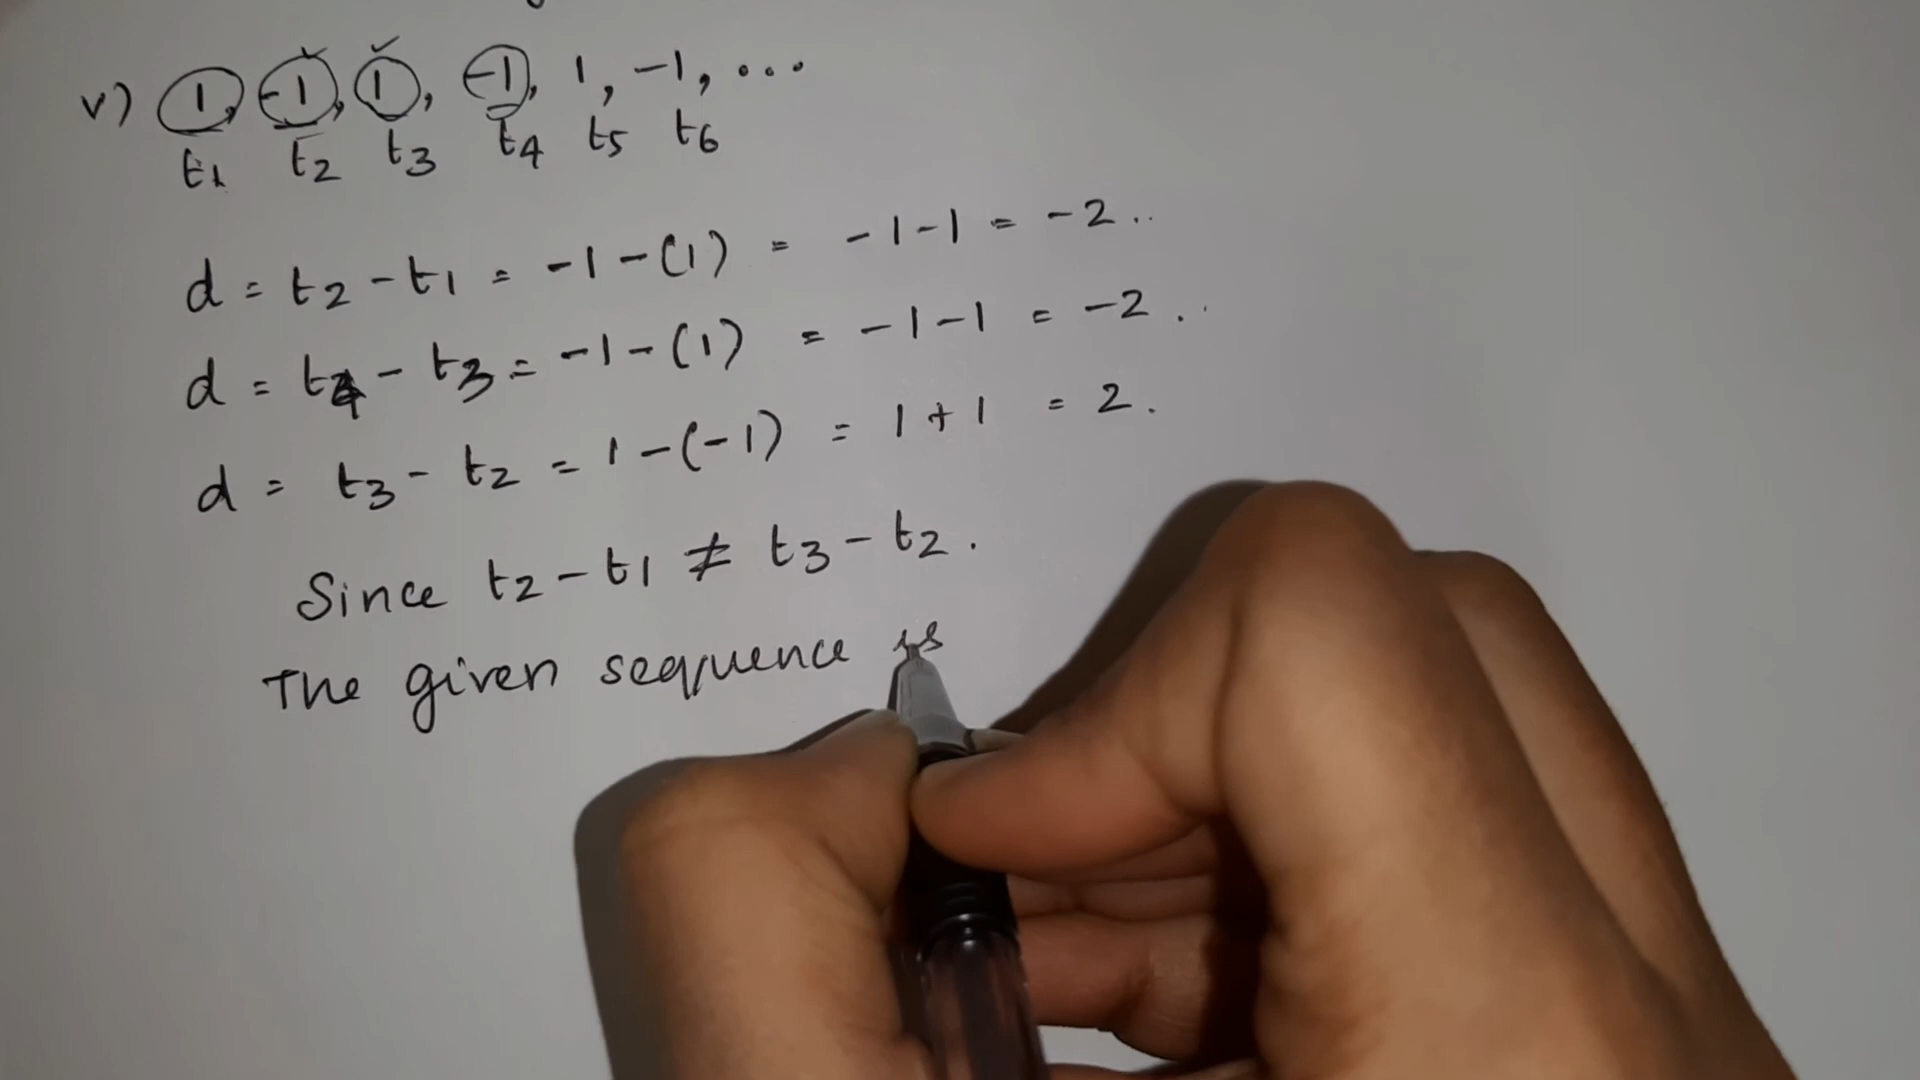 v) 1, -1, 1, -1, 1, -1, ...
t1 t2 t3 t4 t5 t6
d = t2 - t1 = -1 - (1) = -1 - 1 = -2..
d = t4 - t3 = -1 - (1) = -1 - 1 = -2..
d = t3 - t2 = 1 - (-1) = 1 + 1 = 2.
Since t2 - t1 ≠ t3 - t2.
The given sequence is